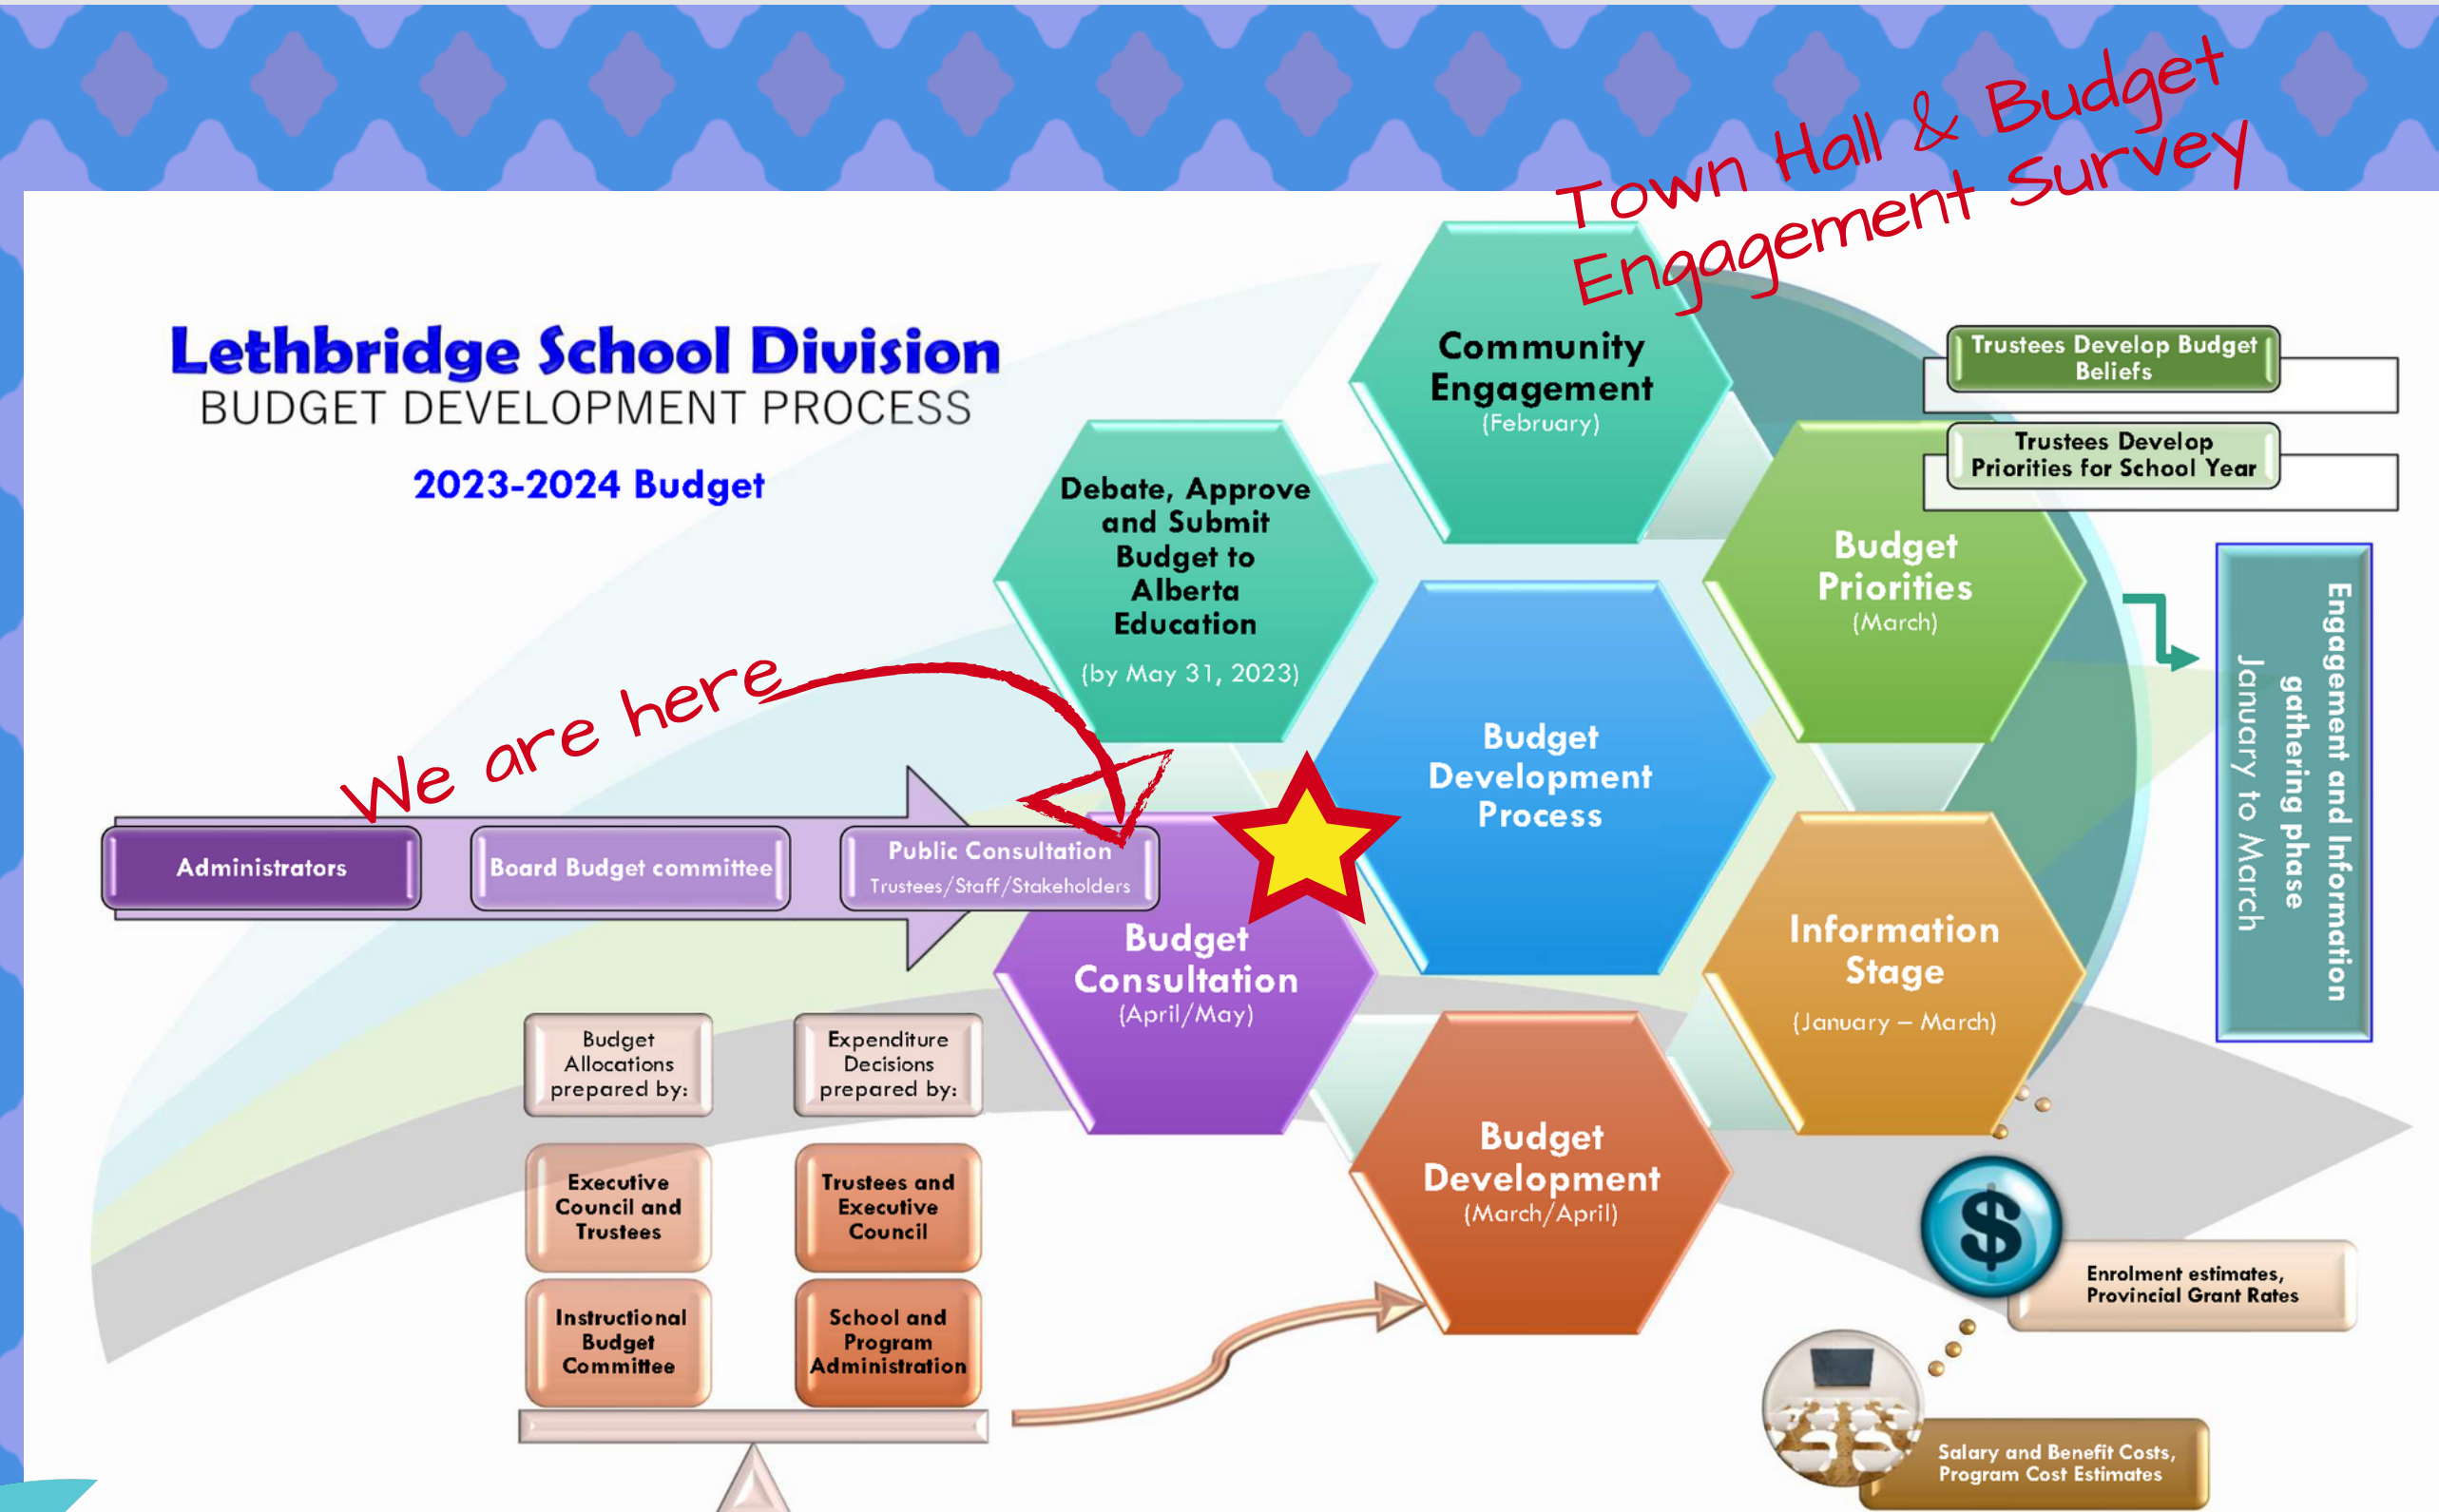 Town Hall & Budget
Engagement Survey
Lethbridge School Division
BUDGET DEVELOPMENT PROCESS
2023-2024 Budget
Community
Engagement
(February)
Trustees Develop Budget
Beliefs
Trustees Develop
Priorities for School Year
Budget
Priorities
(March)
Engagement and Information
gathering phase
January to March
Debate, Approve
and Submit
Budget to
Alberta
Education
(by May 31, 2023)
We are here
Budget
Development
Process
Administrators
Board Budget committee
Public Consultation
Trustees/Staff/Stakeholders
Budget
Consultation
(April/May)
Information
Stage
(January – March)
Budget
Development
(March/April)
Budget
Allocations
prepared by:
Expenditure
Decisions
prepared by:
Executive
Council and
Trustees
Trustees and
Executive
Council
Instructional
Budget
Committee
School and
Program
Administration
$
Enrolment estimates,
Provincial Grant Rates
Salary and Benefit Costs,
Program Cost Estimates